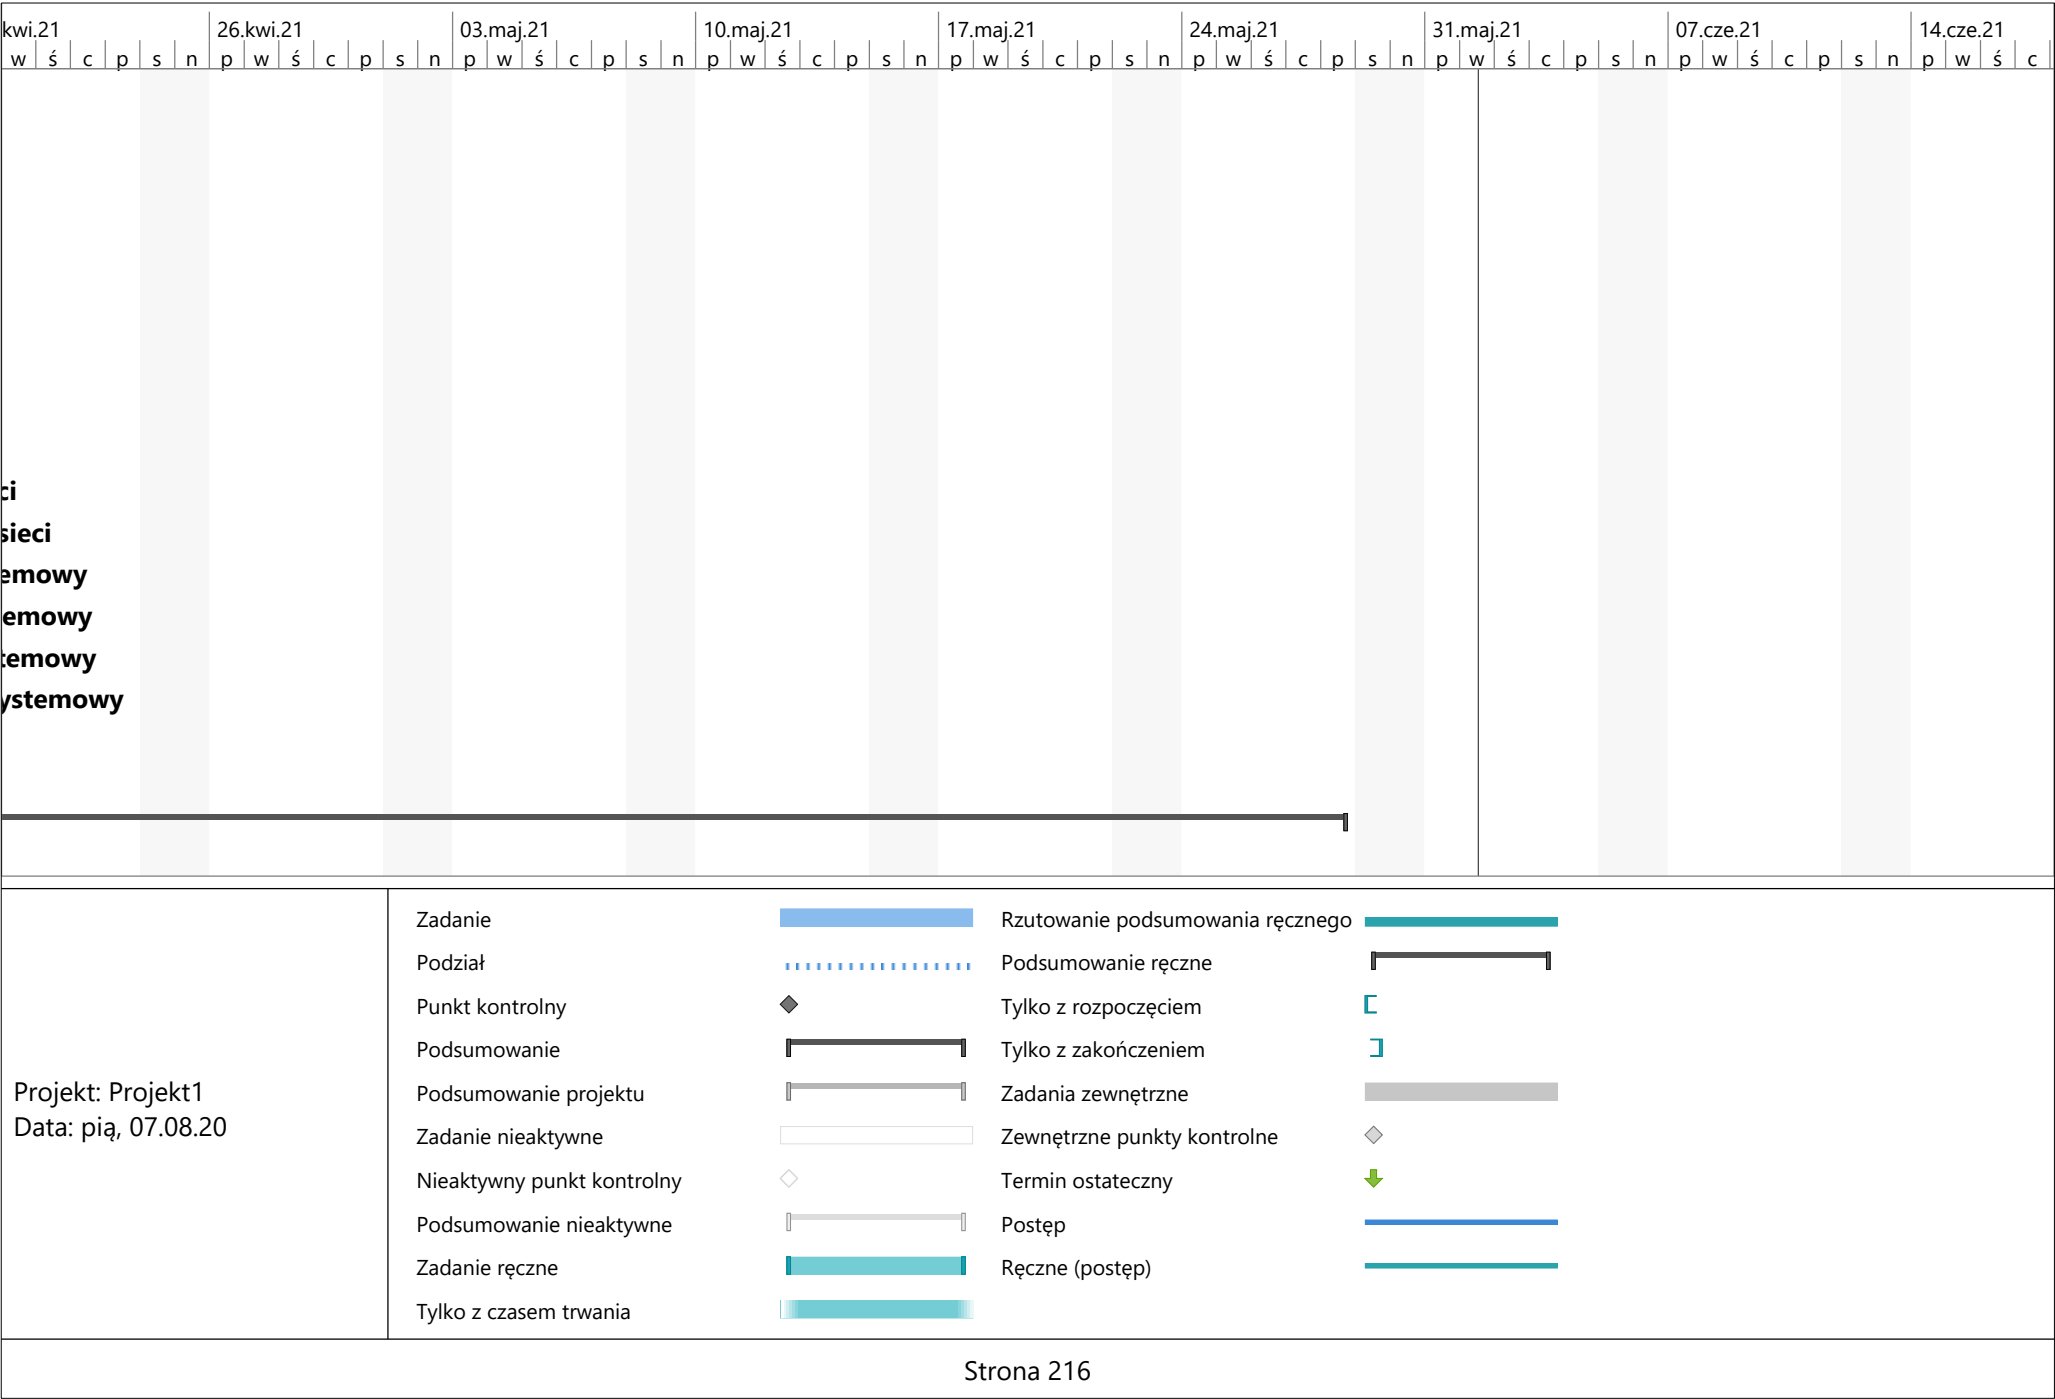 kwi.21 26.kwi.21 03.maj.21 10.maj.21 17.maj.21 24.maj.21 31.maj.21 07.cze.21 14.cze.21
w ś c p s n p w ś c p s n p w ś c p s n p w ś c p s n p w ś c p s n p w ś c p s n p w ś c p s n p w ś c p s n p w ś c
ci
sieci
emowy
emowy
temowy
ystemowy
Projekt: Projekt1
Data: pią, 07.08.20
Zadanie
Podział
Punkt kontrolny
Podsumowanie
Podsumowanie projektu
Zadanie nieaktywne
Nieaktywny punkt kontrolny
Podsumowanie nieaktywne
Zadanie ręczne
Tylko z czasem trwania
Rzutowanie podsumowania ręcznego
Podsumowanie ręczne
Tylko z rozpoczęciem
Tylko z zakończeniem
Zadania zewnętrzne
Zewnętrzne punkty kontrolne
Termin ostateczny
Postęp
Ręczne (postęp)
Strona 216